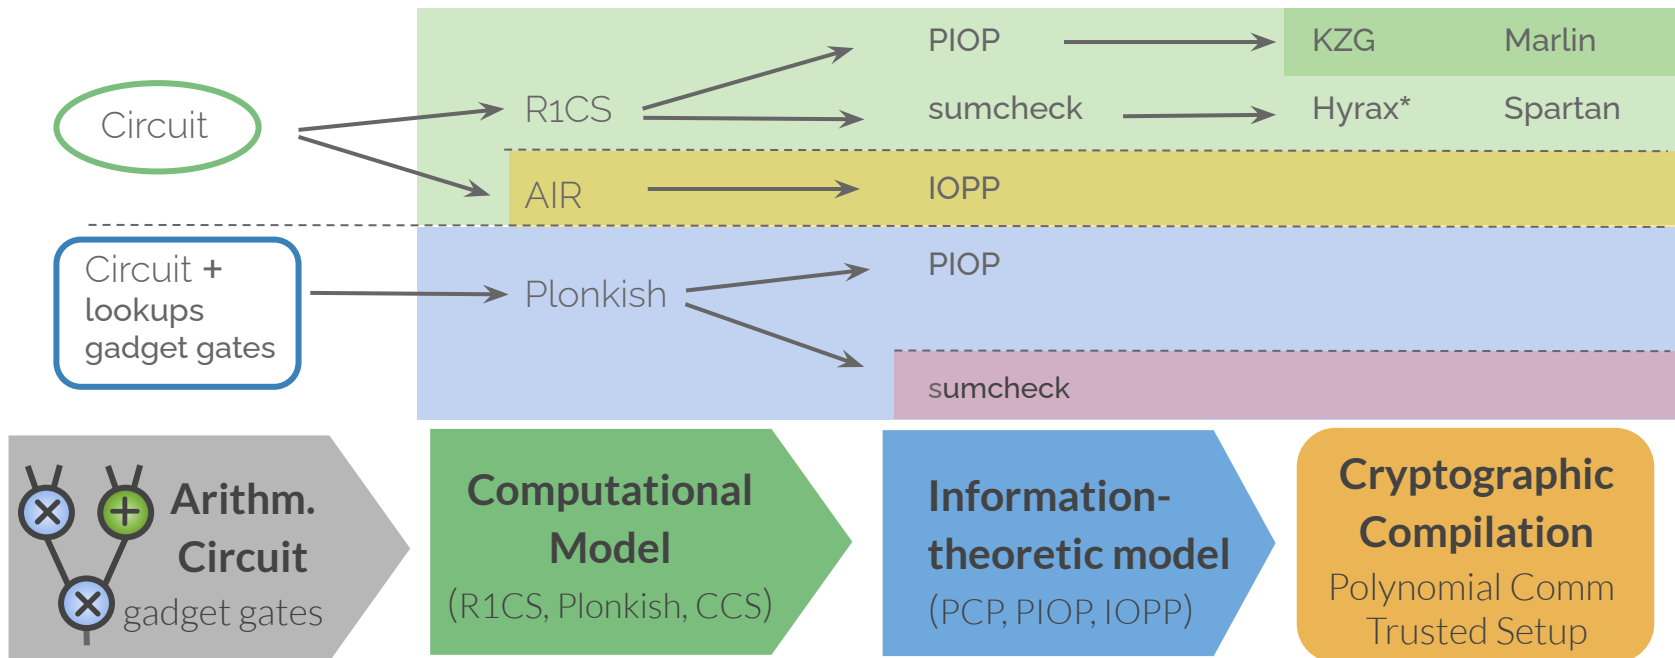 PIOP KZG Marlin
Circuit R1CS sumcheck Hyrax* Spartan
AIR IOPP
Circuit +
lookups
gadget gates
Plonkish PIOP
sumcheck
Arithm.
Circuit
gadget gates
Computational
Model
(R1CS, Plonkish, CCS)
Information-
theoretic model
(PCP, PIOP, IOPP)
Cryptographic
Compilation
Polynomial Comm
Trusted Setup